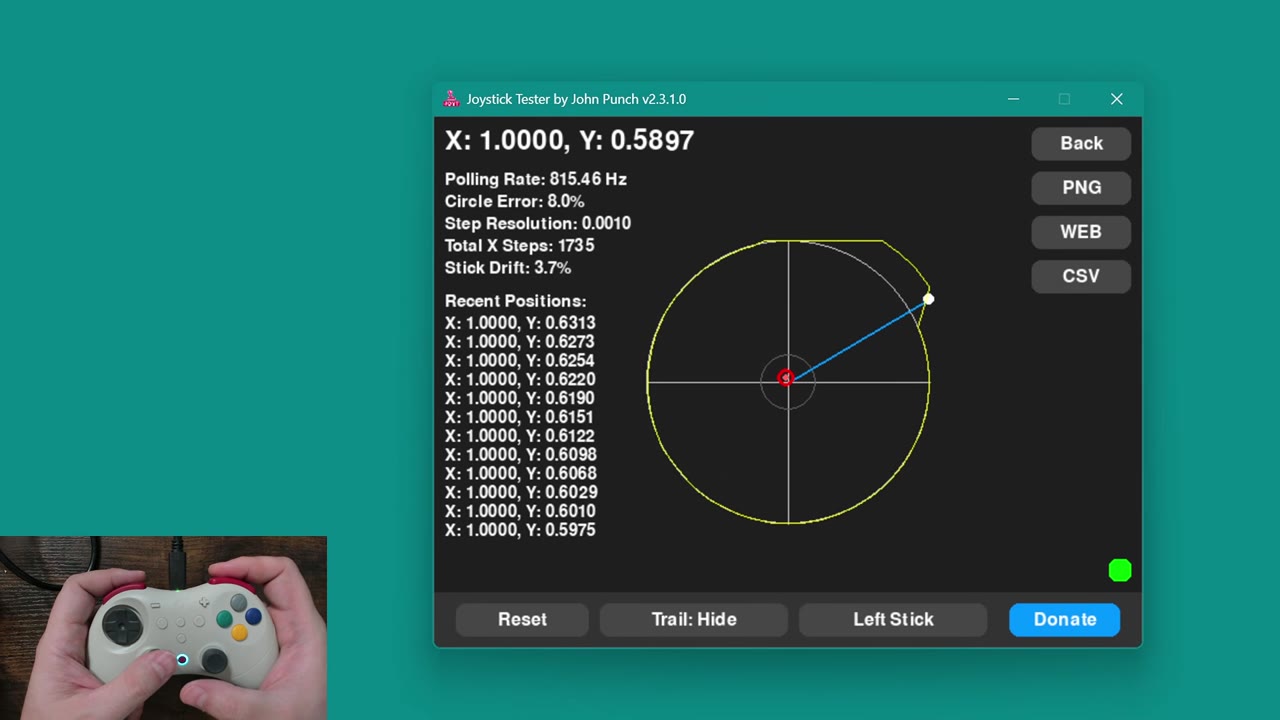 Joystick Tester by John Punch v2.3.1.0
X: 1.0000, Y: 0.5897
Polling Rate: 815.46 Hz
Circle Error: 8.0%
Step Resolution: 0.0010
Total X Steps: 1735
Stick Drift: 3.7%
Recent Positions:
X: 1.0000, Y: 0.6313
X: 1.0000, Y: 0.6273
X: 1.0000, Y: 0.6254
X: 1.0000, Y: 0.6220
X: 1.0000, Y: 0.6190
X: 1.0000, Y: 0.6151
X: 1.0000, Y: 0.6122
X: 1.0000, Y: 0.6098
X: 1.0000, Y: 0.6068
X: 1.0000, Y: 0.6029
X: 1.0000, Y: 0.6010
X: 1.0000, Y: 0.5975
Back
PNG
WEB
CSV
Reset
Trail: Hide
Left Stick
Donate